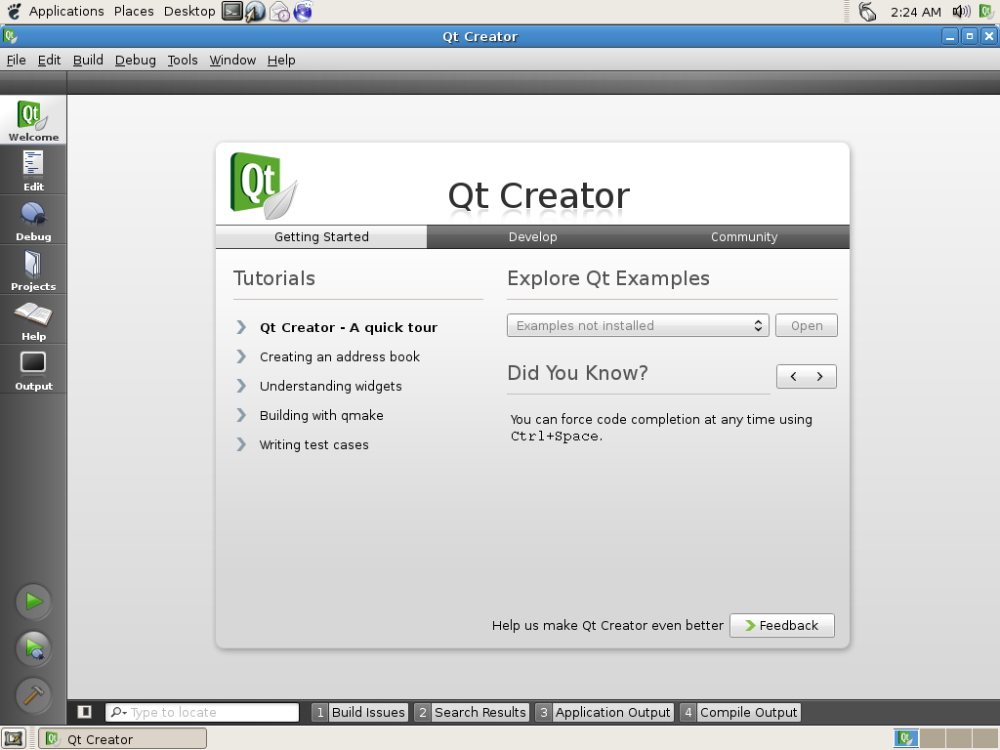 Applications Places Desktop 2:24 AM
Qt Creator
File Edit Build Debug Tools Window Help
Qt
Welcome
Edit
Debug
Projects
Help
Output
Qt
Qt Creator
Getting Started Develop Community
Tutorials
Qt Creator - A quick tour
Creating an address book
Understanding widgets
Building with qmake
Writing test cases
Explore Qt Examples
Examples not installed Open
Did You Know?
You can force code completion at any time using
Ctrl+Space.
Help us make Qt Creator even better Feedback
Type to locate 1 Build Issues 2 Search Results 3 Application Output 4 Compile Output
Qt Creator